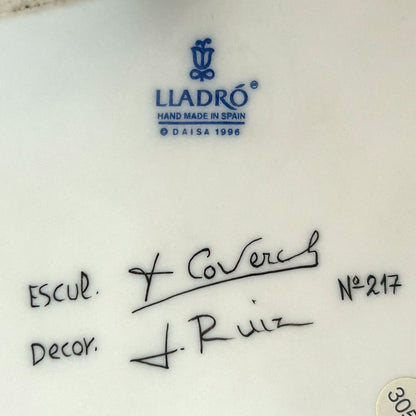 LLADRÓ®
HAND MADE IN SPAIN
© DAISA 1996
Escul. Coverch Nº 217
Decor. J. Ruiz